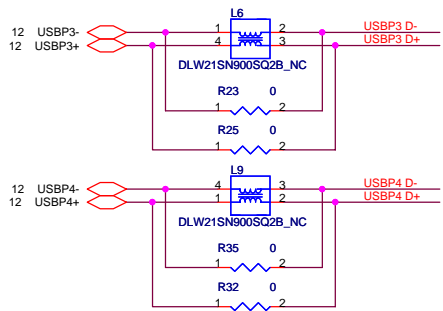 L6
12 USBP3- 1 2 USBP3 D-
12 USBP3+ 4 3 USBP3 D+
DLW21SN900SQ2B_NC
R23 0
1 2
R25 0
1 2
L9
12 USBP4- 4 3 USBP4 D-
12 USBP4+ 1 2 USBP4 D+
DLW21SN900SQ2B_NC
R35 0
1 2
R32 0
1 2